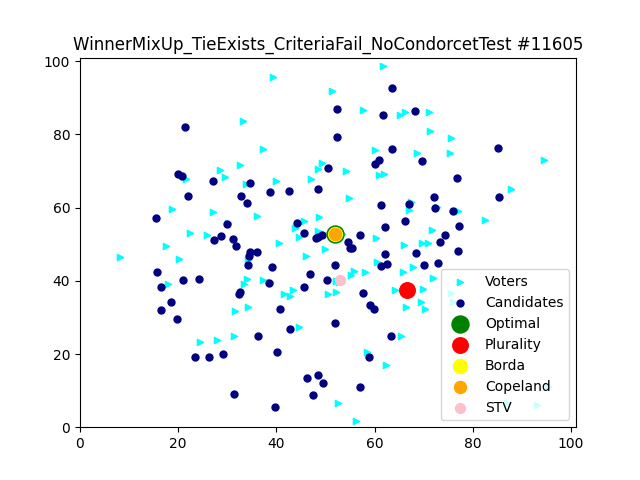 WinnerMixUp_TieExists_CriteriaFail_NoCondorcetTest #11605
100
80
60
40
20
0
0 20 40 60 80 100
Voters
Candidates
Optimal
Plurality
Borda
Copeland
STV